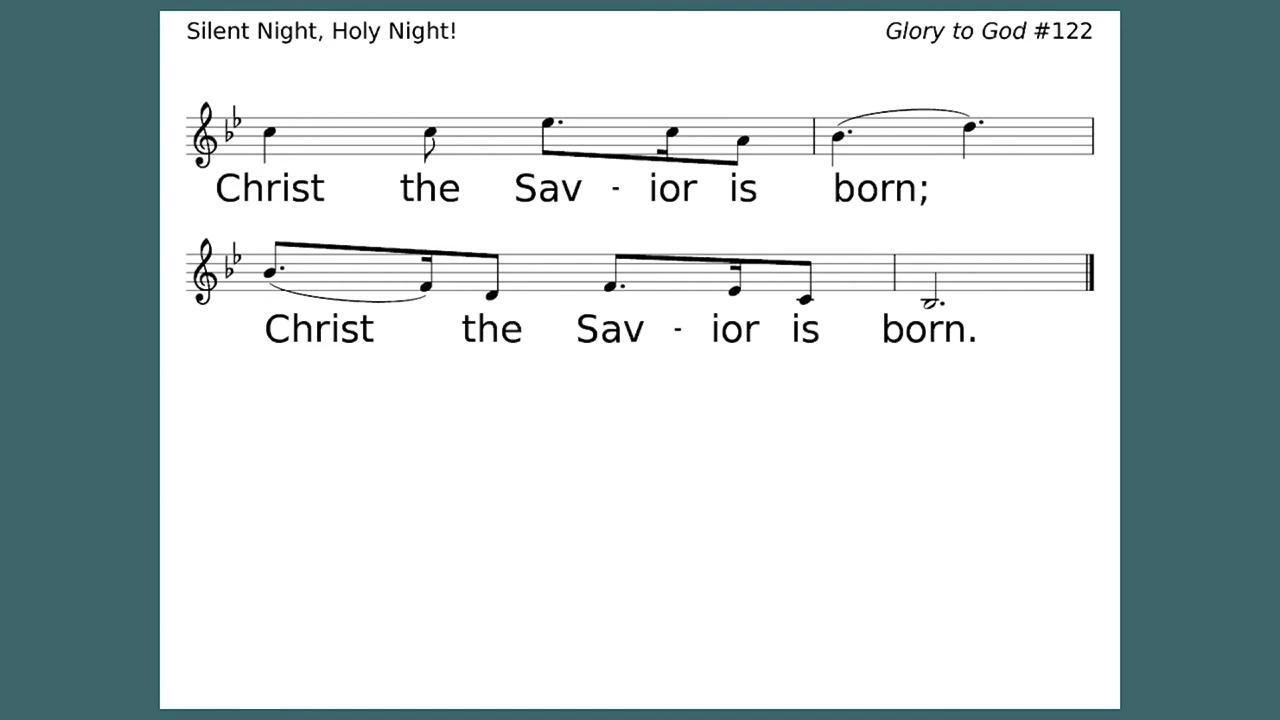 Silent Night, Holy Night!
Glory to God #122
Christ the Sav - ior is born;
Christ the Sav - ior is born.